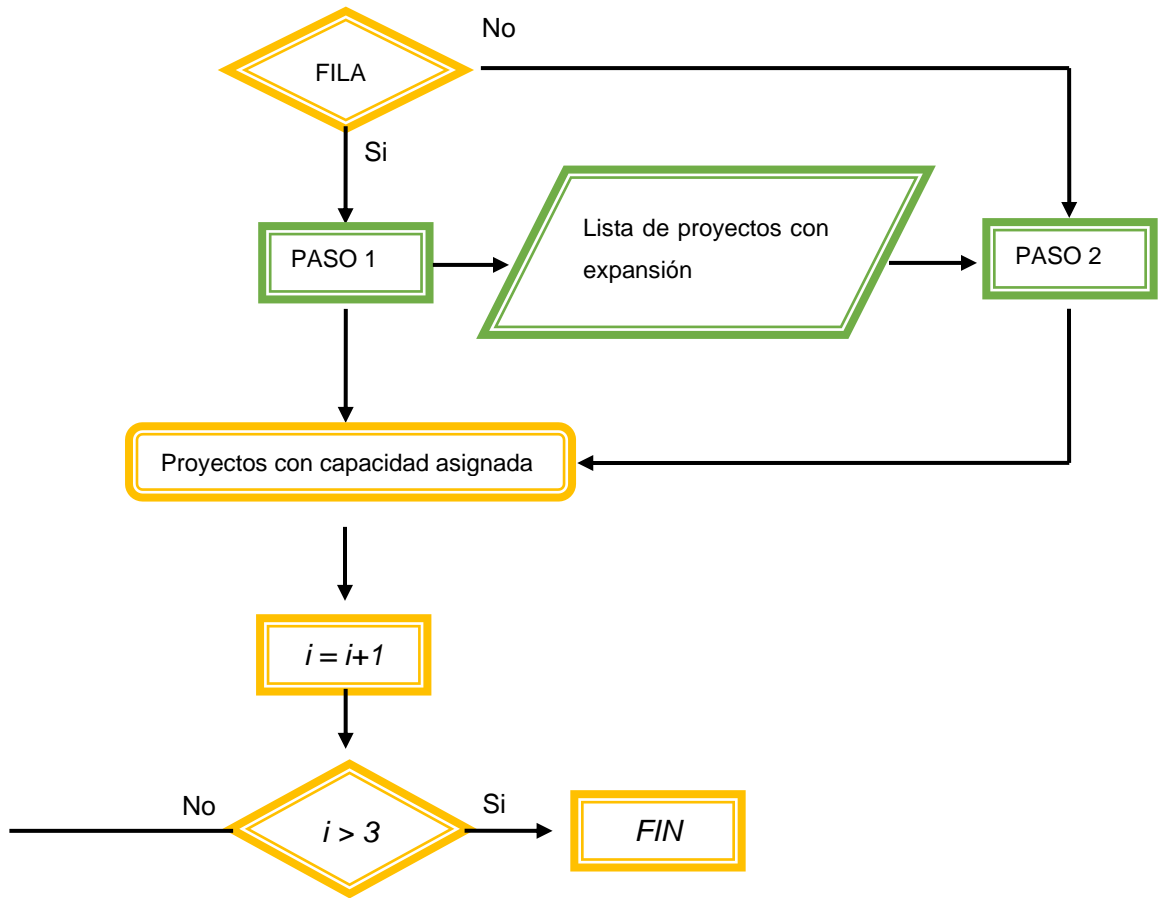 No
FILA
Si
PASO 1
Lista de proyectos con
expansión
PASO 2
Proyectos con capacidad asignada
i = i+1
No
i > 3
Si
FIN